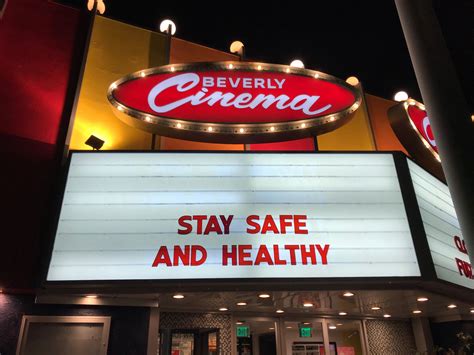 BEVERLY
Cinema
STAY SAFE
AND HEALTHY